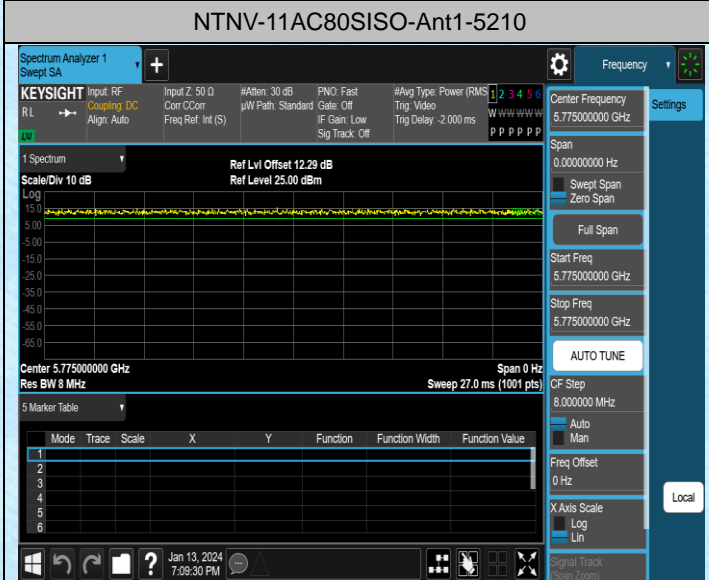 NTNV-11AC80SISO-Ant1-5210
Spectrum Analyzer 1
Swept SA
Frequency
KEYSIGHT
RL
LXI
Input: RF
Coupling: DC
Align: Auto
Input Z: 50 Ω
Corr CCorr
Freq Ref: Int (S)
#Atten: 30 dB
µW Path: Standard
PNO: Fast
Gate: Off
IF Gain: Low
Sig Track: Off
#Avg Type: Power (RMS
Trig: Video
Trig Delay: -2.000 ms
1 2 3 4 5 6
W W W W W W
P P P P P P
1 Spectrum
Scale/Div 10 dB
Ref Lvl Offset 12.29 dB
Ref Level 25.00 dBm
Log
15.0
5.00
-5.00
-15.0
-25.0
-35.0
-45.0
-55.0
-65.0
Center 5.775000000 GHz
Res BW 8 MHz
Span 0 Hz
Sweep 27.0 ms (1001 pts)
5 Marker Table
Mode Trace Scale X Y Function Function Width Function Value
1
2
3
4
5
6
Jan 13, 2024
7:09:30 PM
Center Frequency
5.775000000 GHz
Settings
Span
0.00000000 Hz
Swept Span
Zero Span
Full Span
Start Freq
5.775000000 GHz
Stop Freq
5.775000000 GHz
AUTO TUNE
CF Step
8.000000 MHz
Auto
Man
Freq Offset
0 Hz
Local
X Axis Scale
Log
Lin
Signal Track
(Span Zoom)